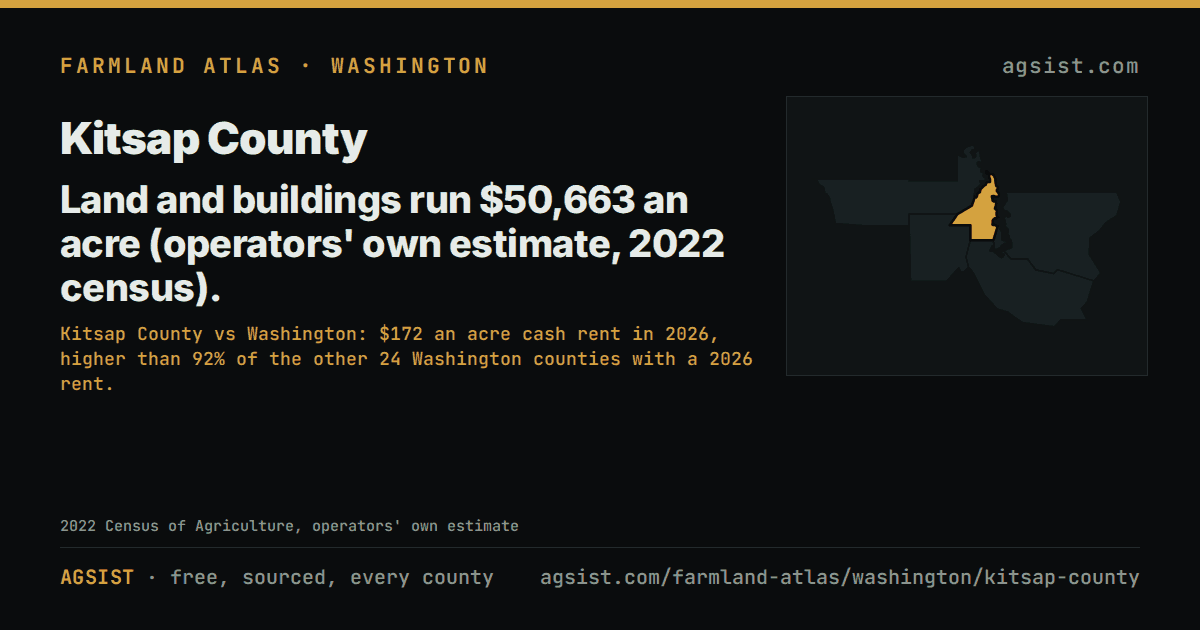 FARMLAND ATLAS · WASHINGTON
agsist.com
Kitsap County
Land and buildings run $50,663 an
acre (operators' own estimate, 2022
census).
Kitsap County vs Washington: $172 an acre cash rent in 2026,
higher than 92% of the other 24 Washington counties with a 2026
rent.
2022 Census of Agriculture, operators' own estimate
AGSIST · free, sourced, every county
agsist.com/farmland-atlas/washington/kitsap-county